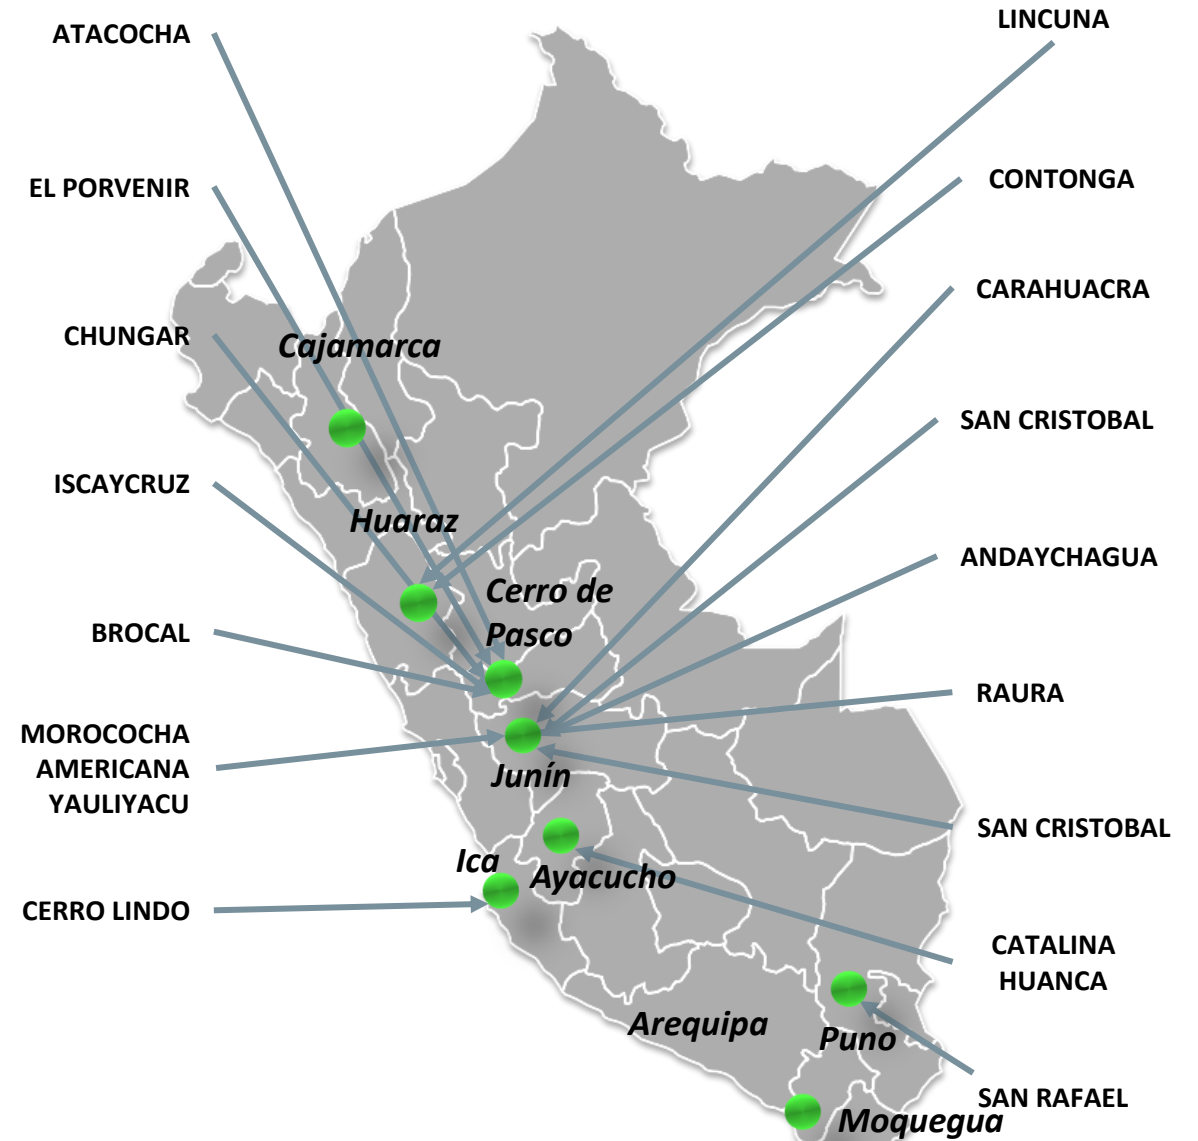 ATACOCHA
EL PORVENIR
CHUNGAR
ISCAYCRUZ
BROCAL
MOROCOCHA
AMERICANA
YAULIYACU
CERRO LINDO
Cajamarca
Huaraz
Cerro de
Pasco
Junín
Ica
Ayacucho
Arequipa
Puno
Moquegua
LINCUNA
CONTONGA
CARAHUACRA
SAN CRISTOBAL
ANDAYCHAGUA
RAURA
SAN CRISTOBAL
CATALINA
HUANCA
SAN RAFAEL